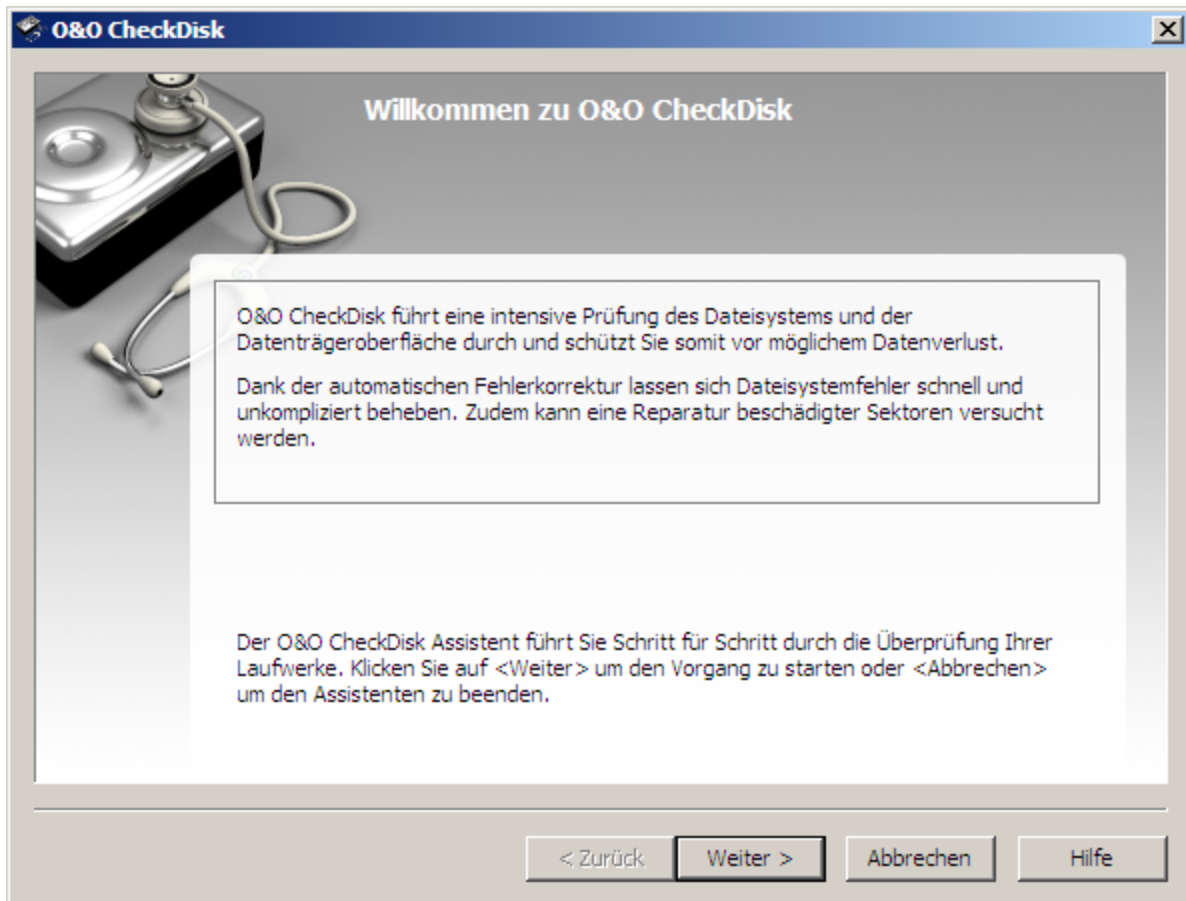 O&O CheckDisk
Willkommen zu O&O CheckDisk
O&O CheckDisk führt eine intensive Prüfung des Dateisystems und der
Datenträgeroberfläche durch und schützt Sie somit vor möglichem Datenverlust.
Dank der automatischen Fehlerkorrektur lassen sich Dateisystemfehler schnell und
unkompliziert beheben. Zudem kann eine Reparatur beschädigter Sektoren versucht
werden.
Der O&O CheckDisk Assistent führt Sie Schritt für Schritt durch die Überprüfung Ihrer
Laufwerke. Klicken Sie auf <Weiter> um den Vorgang zu starten oder <Abbrechen>
um den Assistenten zu beenden.
< Zurück Weiter > Abbrechen Hilfe